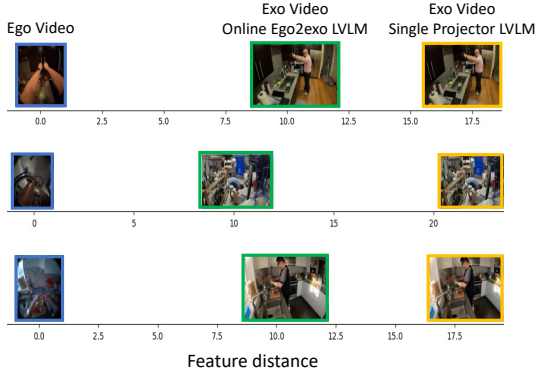 Ego Video
Exo Video
Online Ego2exo LVLM
Exo Video
Single Projector LVLM
0.0 2.5 5.0 7.5 10.0 12.5 15.0 17.5
0 5 10 15 20
0.0 2.5 5.0 7.5 10.0 12.5 15.0 17.5
Feature distance